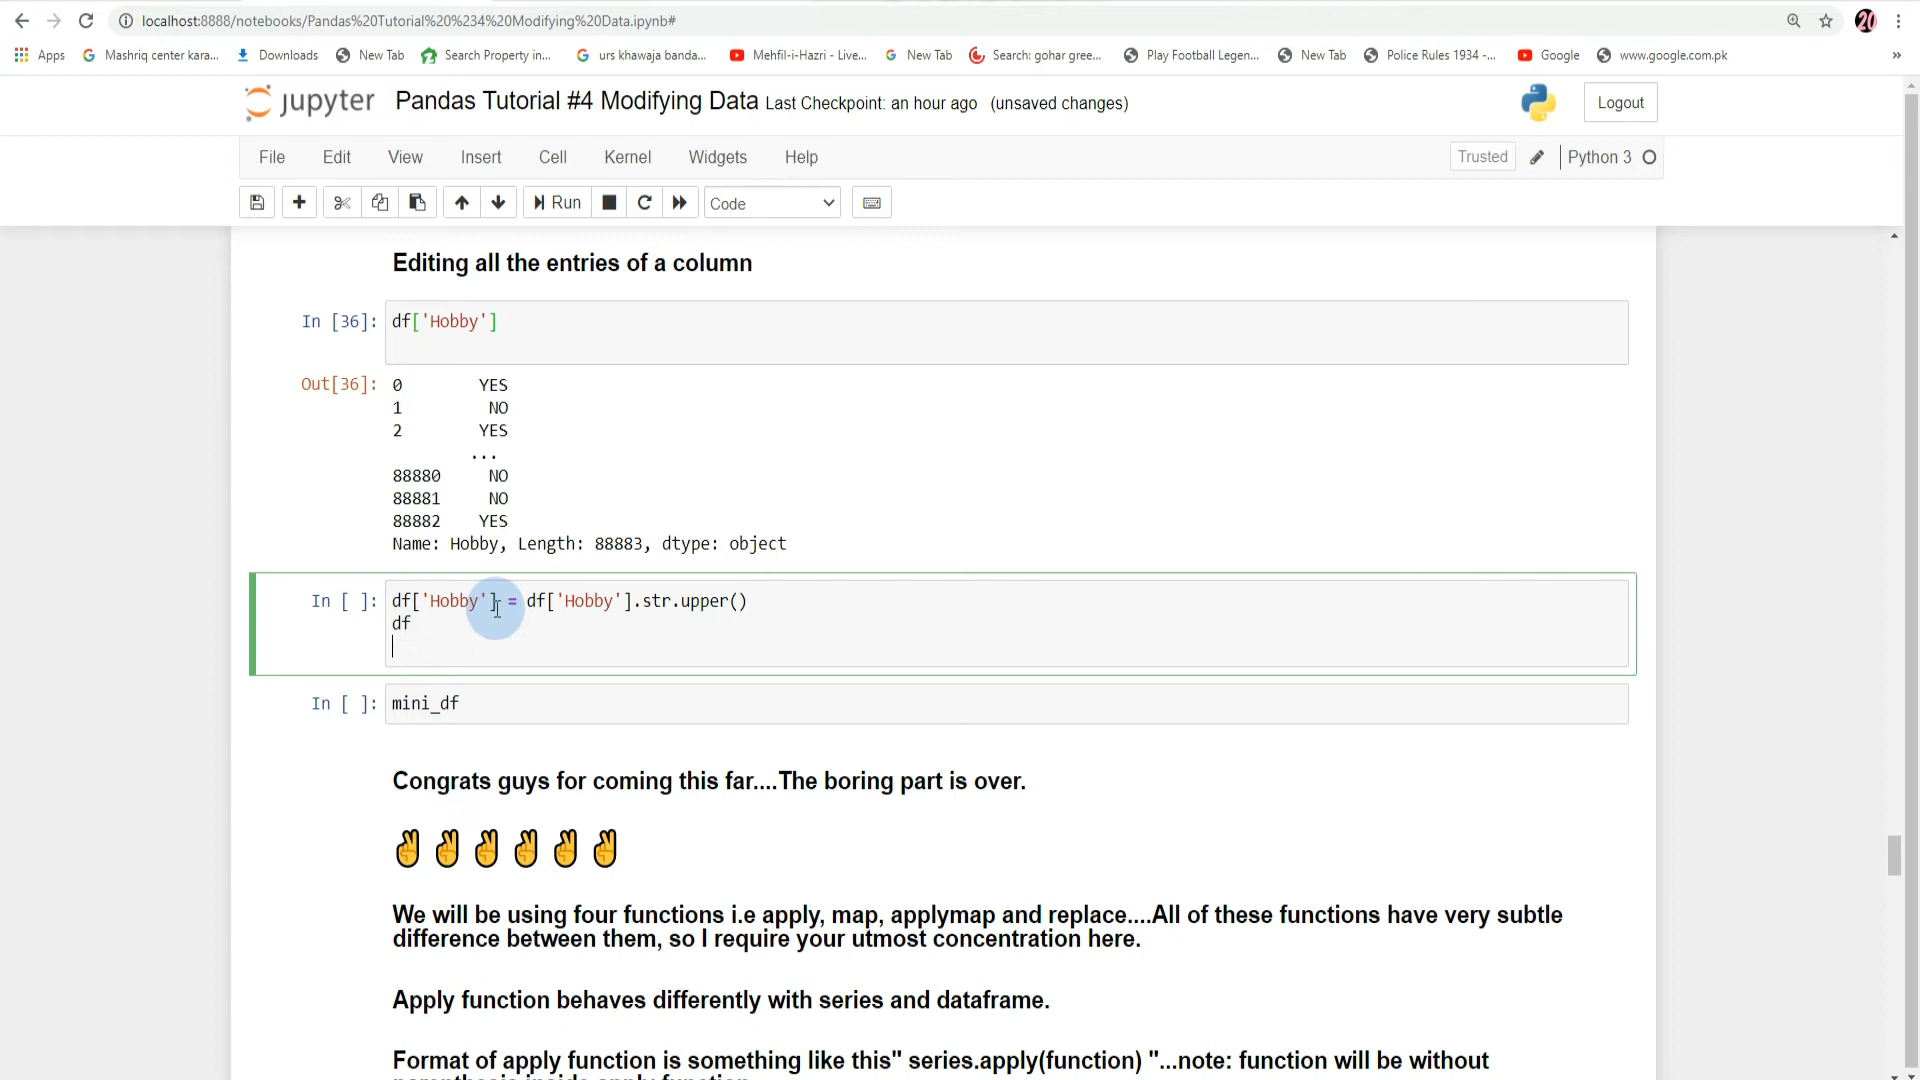 localhost:8888/notebooks/Pandas%20Tutorial%20%234%20Modifying%20Data.ipynb#
Apps Mashriq center kara... Downloads New Tab Search Property in... urs khawaja banda... Mehfil-i-Hazri - Live... New Tab Search: gohar gree... Play Football Legen... New Tab Police Rules 1934 -... Google www.google.com.pk »
jupyter Pandas Tutorial #4 Modifying Data Last Checkpoint: an hour ago (unsaved changes) Logout
File Edit View Insert Cell Kernel Widgets Help Trusted Python 3
Run Code
Editing all the entries of a column
In [36]: df['Hobby']
Out[36]: 0 YES
1 NO
2 YES
...
88880 NO
88881 NO
88882 YES
Name: Hobby, Length: 88883, dtype: object
In [ ]: df['Hobby'] = df['Hobby'].str.upper()
df
In [ ]: mini_df
Congrats guys for coming this far....The boring part is over.
We will be using four functions i.e apply, map, applymap and replace....All of these functions have very subtle
difference between them, so I require your utmost concentration here.
Apply function behaves differently with series and dataframe.
Format of apply function is something like this" series.apply(function) "...note: function will be without